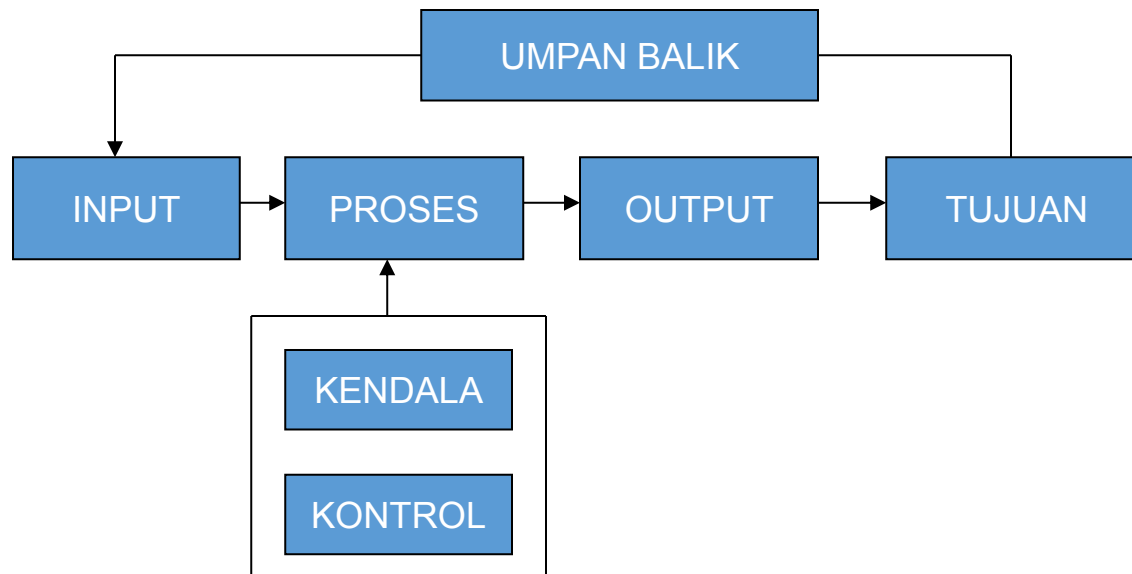 UMPAN BALIK
INPUT
PROSES
OUTPUT
TUJUAN
KENDALA
KONTROL